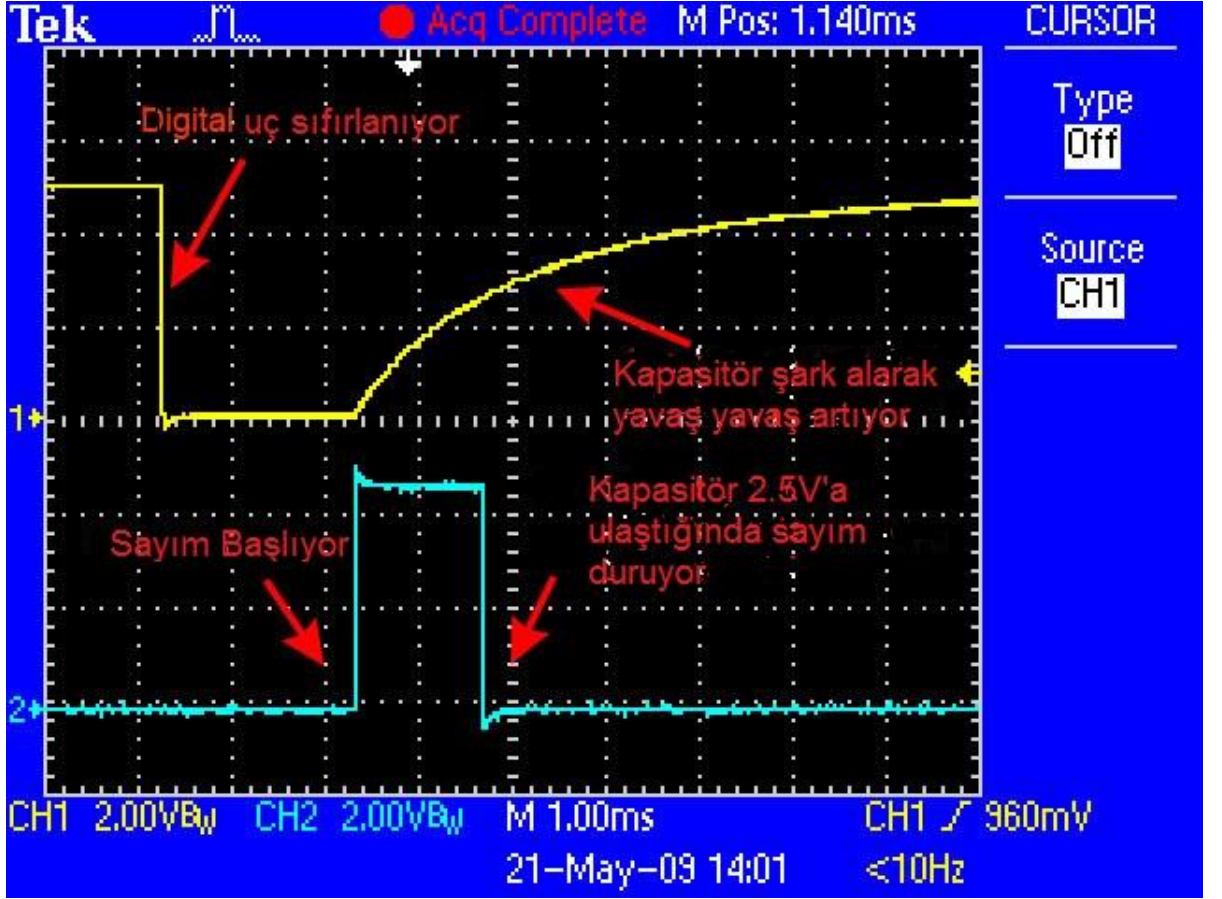 Tek
Acq Complete
M Pos: 1.140ms
CURSOR
Type
Off
Source
CH1
Digital uç sıfırlanıyor
Kapasitör şark alarak
yavaş yavaş artıyor
Kapasitör 2.5V'a
ulaştığında sayım
duruyor
Sayım Başlıyor
1
2
CH1 2.00VBw
CH2 2.00VBw
M 1.00ms
CH1 / 960mV
21-May-09 14:01
<10Hz